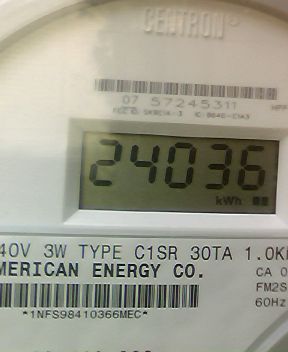 CENTRON®
07 57245311
24036
kWh
40V 3W TYPE C1SR 30TA 1.0K
MERICAN ENERGY CO.
CA 0
FM2S
60Hz
*1NFS98410366MEC*